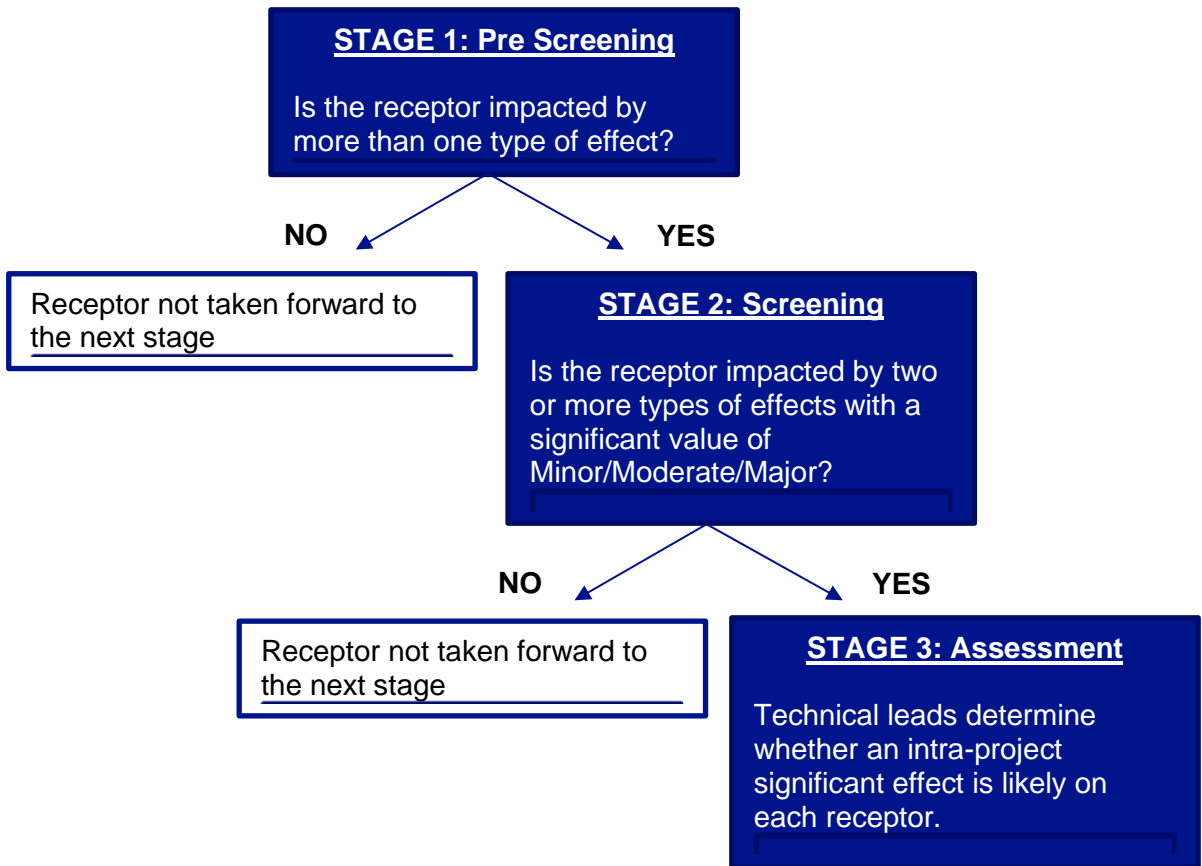 STAGE 1: Pre Screening
Is the receptor impacted by
more than one type of effect?
NO
YES
Receptor not taken forward to
the next stage
STAGE 2: Screening
Is the receptor impacted by two
or more types of effects with a
significant value of
Minor/Moderate/Major?
NO
YES
Receptor not taken forward to
the next stage
STAGE 3: Assessment
Technical leads determine
whether an intra-project
significant effect is likely on
each receptor.